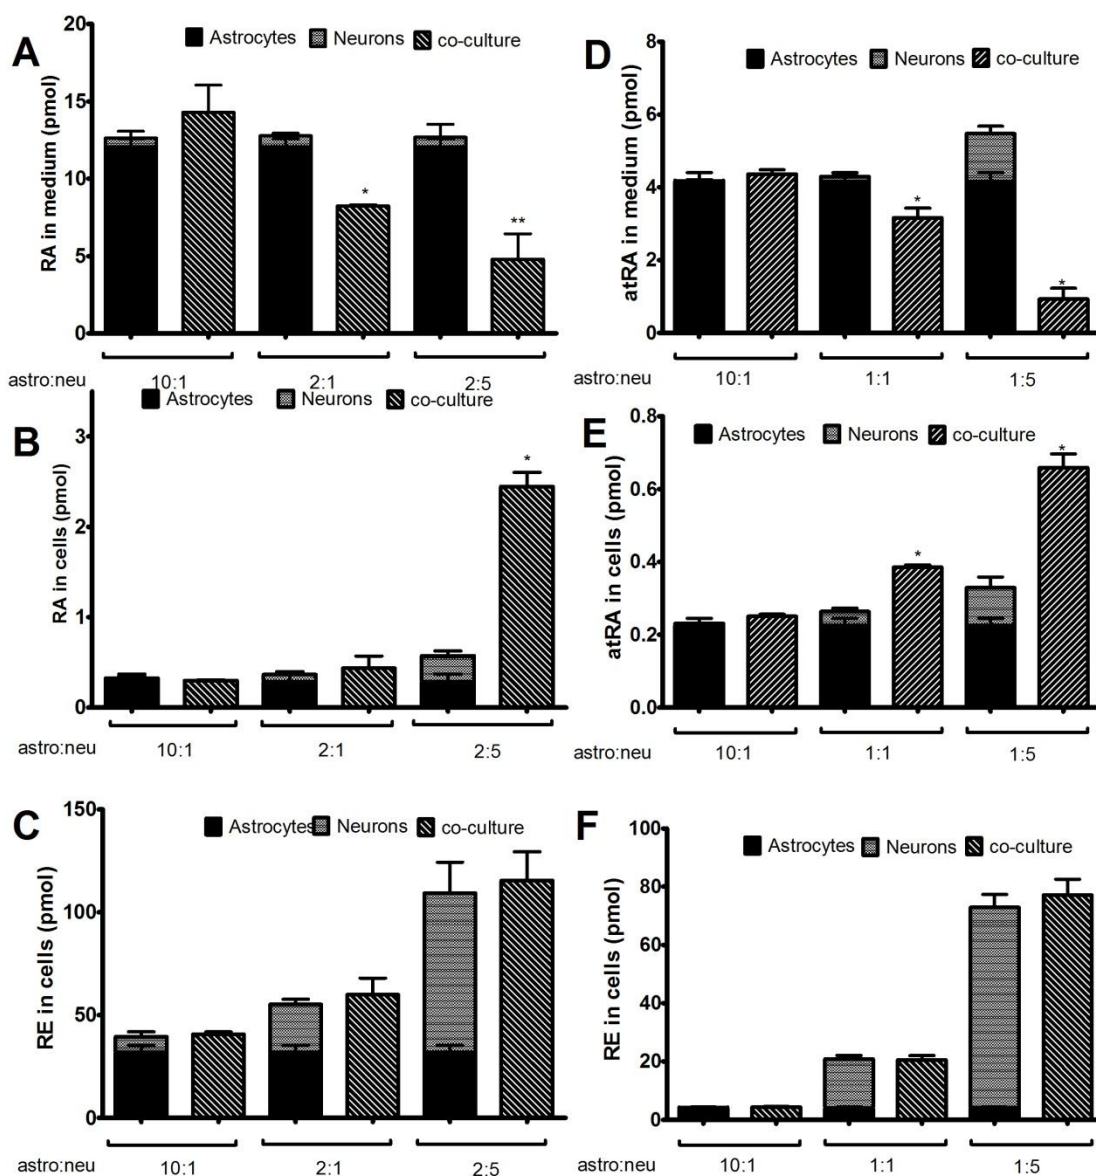 A
RA in medium (pmol)
20
15
10
5
0
Astrocytes Neurons co-culture
*
**
astro:neu 10:1 2:1 2:5
B
RA in cells (pmol)
3
2
1
0
Astrocytes Neurons co-culture
*
astro:neu 10:1 2:1 2:5
C
RE in cells (pmol)
150
100
50
0
Astrocytes Neurons co-culture
astro:neu 10:1 2:1 2:5
D
atRA in medium (pmol)
8
6
4
2
0
Astrocytes Neurons co-culture
*
*
astro:neu 10:1 1:1 1:5
E
atRA in cells (pmol)
0.8
0.6
0.4
0.2
0.0
Astrocytes Neurons co-culture
*
*
astro:neu 10:1 1:1 1:5
F
RE in cells (pmol)
100
80
60
40
20
0
Astrocytes Neurons co-culture
astro:neu 10:1 1:1 1:5